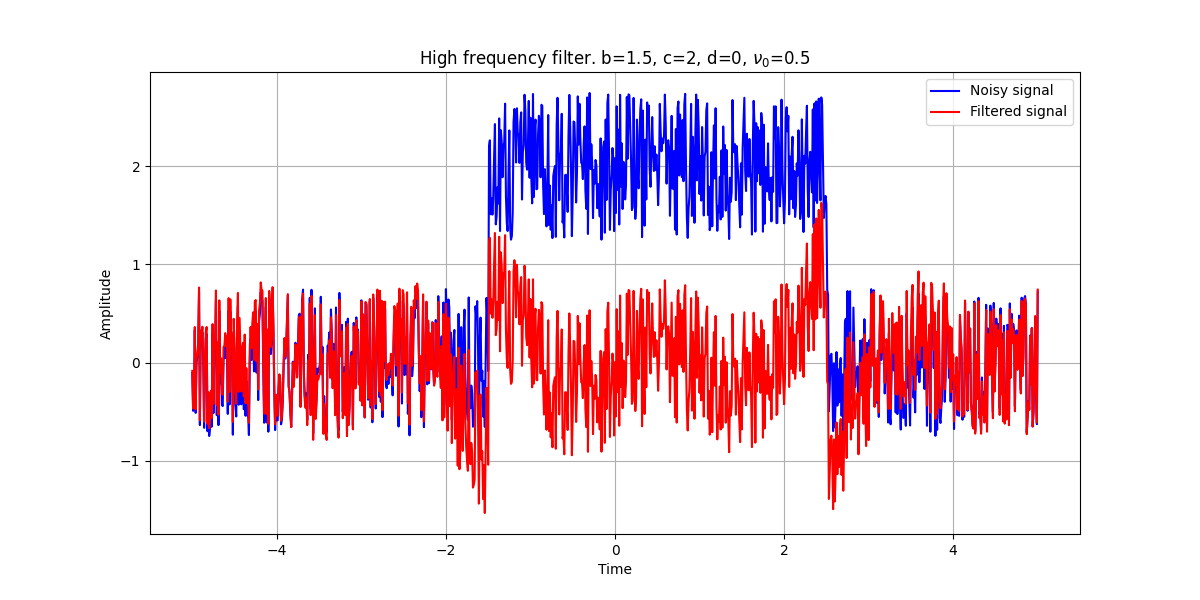 High frequency filter. b=1.5, c=2, d=0, ν₀=0.5
Noisy signal
Filtered signal
Amplitude
2
1
0
−1
−4
−2
0
2
4
Time